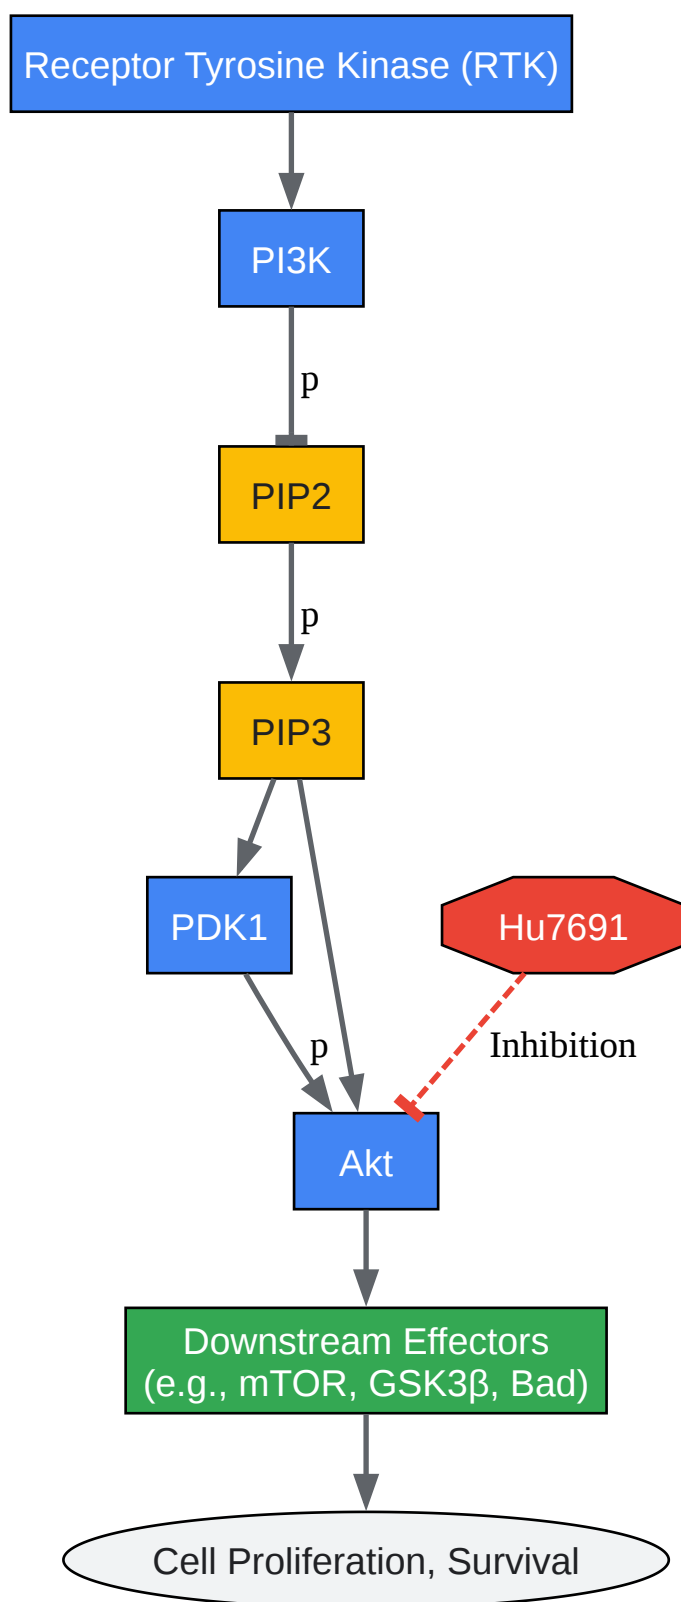 Receptor Tyrosine Kinase (RTK)
PI3K
p
PIP2
p
PIP3
PDK1
Hu7691
p
Inhibition
Akt
Downstream Effectors
(e.g., mTOR, GSK3β, Bad)
Cell Proliferation, Survival